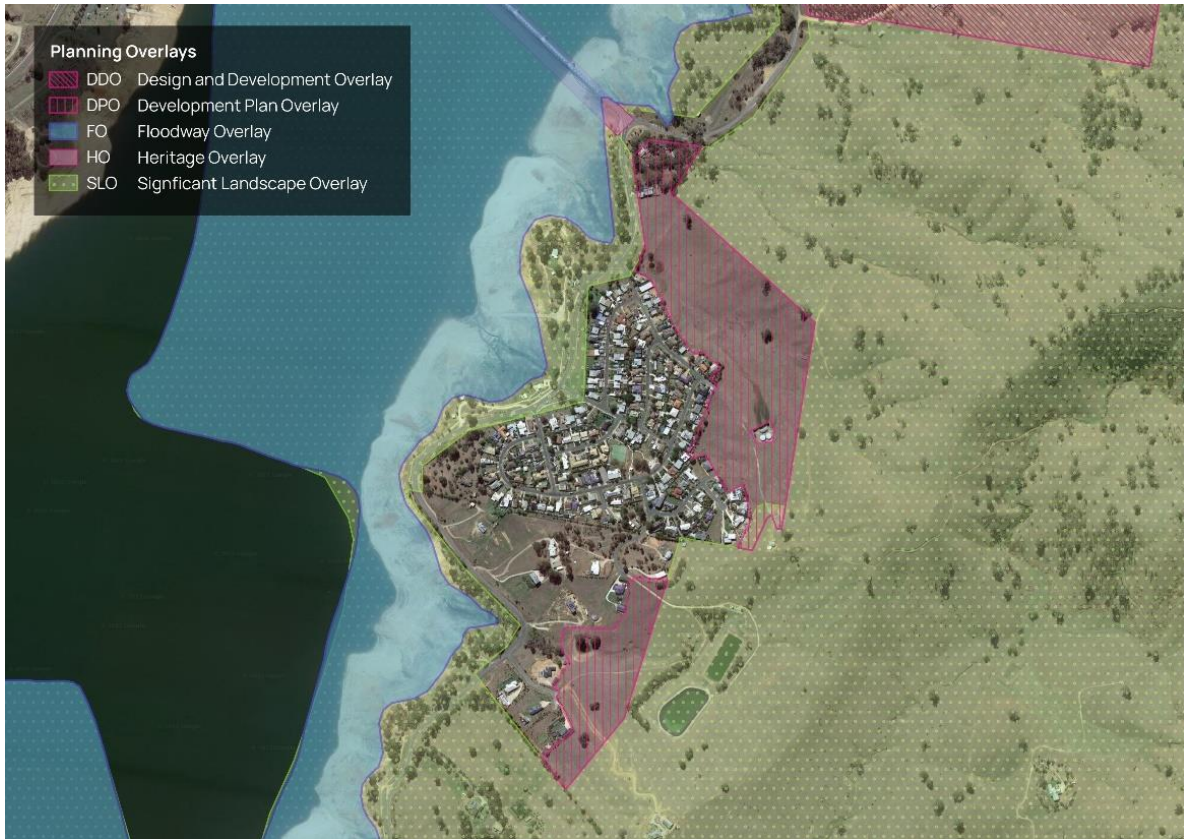 Planning Overlays
DDO Design and Development Overlay
DPO Development Plan Overlay
FO Floodway Overlay
HO Heritage Overlay
SLO Signficant Landscape Overlay